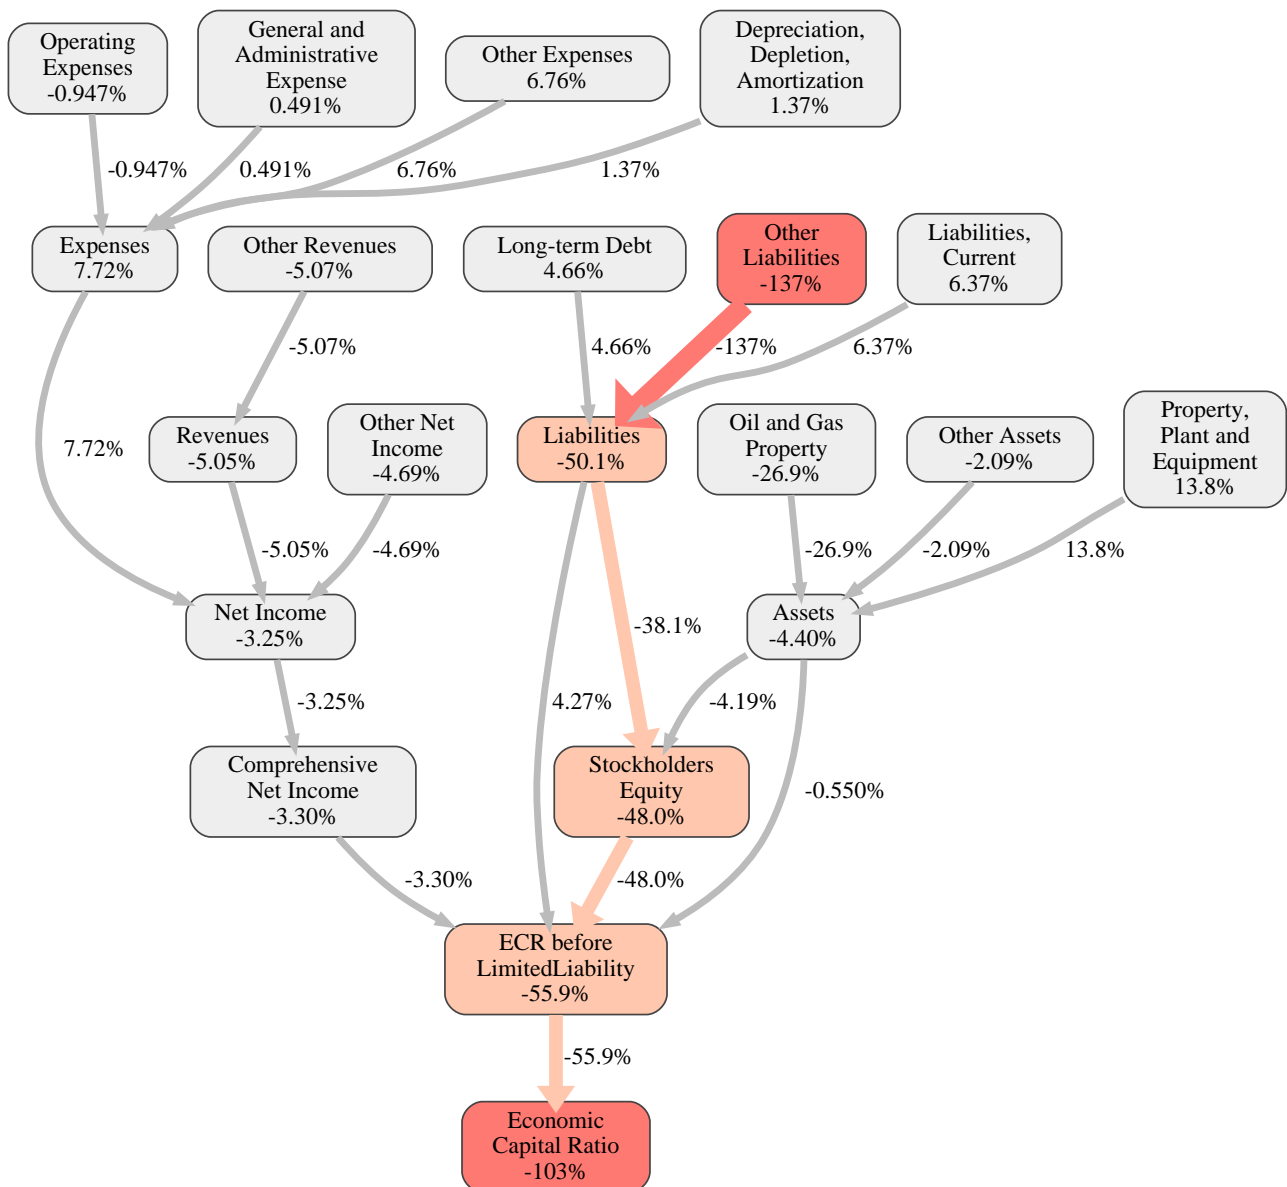 Operating
Expenses
-0.947%
General and
Administrative
Expense
0.491%
Other Expenses
6.76%
Depreciation,
Depletion,
Amortization
1.37%
-0.947%
0.491%
6.76%
1.37%
Expenses
7.72%
Other Revenues
-5.07%
Long-term Debt
4.66%
Other
Liabilities
-137%
Liabilities,
Current
6.37%
-5.07%
4.66%
-137%
6.37%
7.72%
Revenues
-5.05%
Other Net
Income
-4.69%
Liabilities
-50.1%
Oil and Gas
Property
-26.9%
Other Assets
-2.09%
Property,
Plant and
Equipment
13.8%
-5.05%
-4.69%
-26.9%
-2.09%
13.8%
Net Income
-3.25%
-38.1%
Assets
-4.40%
-3.25%
4.27%
-4.19%
Comprehensive
Net Income
-3.30%
Stockholders
Equity
-48.0%
-0.550%
-3.30%
-48.0%
ECR before
LimitedLiability
-55.9%
-55.9%
Economic
Capital Ratio
-103%